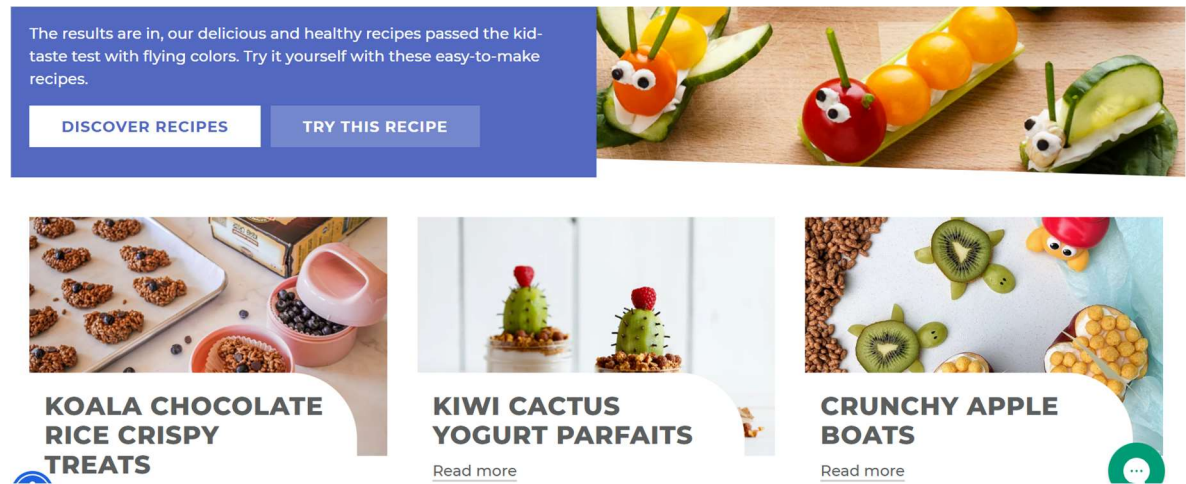 The results are in, our delicious and healthy recipes passed the kid-
taste test with flying colors. Try it yourself with these easy-to-make
recipes.
DISCOVER RECIPES
TRY THIS RECIPE
KOALA CHOCOLATE
RICE CRISPY
TREATS
KIWI CACTUS
YOGURT PARFAITS
Read more
CRUNCHY APPLE
BOATS
Read more